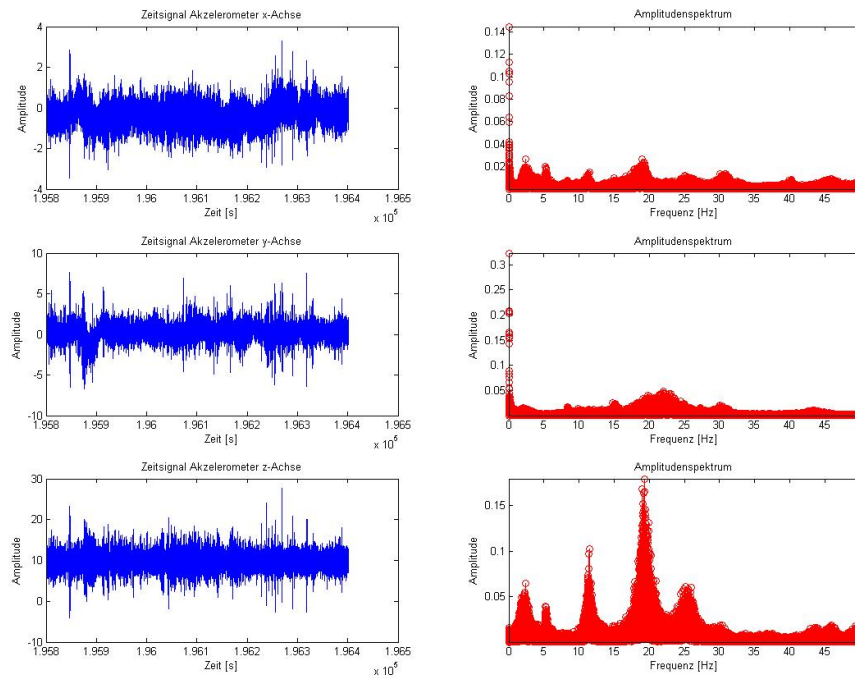 Zeitsignal Akzelerometer x-Achse
4
2
0
-2
-4
Amplitude
1.958 1.959 1.96 1.961 1.962 1.963 1.964 1.965
Zeit [s]
x 10^5
Amplitudenspektrum
0.14
0.12
0.1
0.08
0.06
0.04
0.02
Amplitude
0 5 10 15 20 25 30 35 40 45
Frequenz [Hz]
Zeitsignal Akzelerometer y-Achse
10
5
0
-5
-10
Amplitude
1.958 1.959 1.96 1.961 1.962 1.963 1.964 1.965
Zeit [s]
x 10^5
Amplitudenspektrum
0.3
0.25
0.2
0.15
0.1
0.05
Amplitude
0 5 10 15 20 25 30 35 40 45
Frequenz [Hz]
Zeitsignal Akzelerometer z-Achse
30
20
10
0
-10
Amplitude
1.958 1.959 1.96 1.961 1.962 1.963 1.964 1.965
Zeit [s]
x 10^5
Amplitudenspektrum
0.15
0.1
0.05
Amplitude
0 5 10 15 20 25 30 35 40 45
Frequenz [Hz]